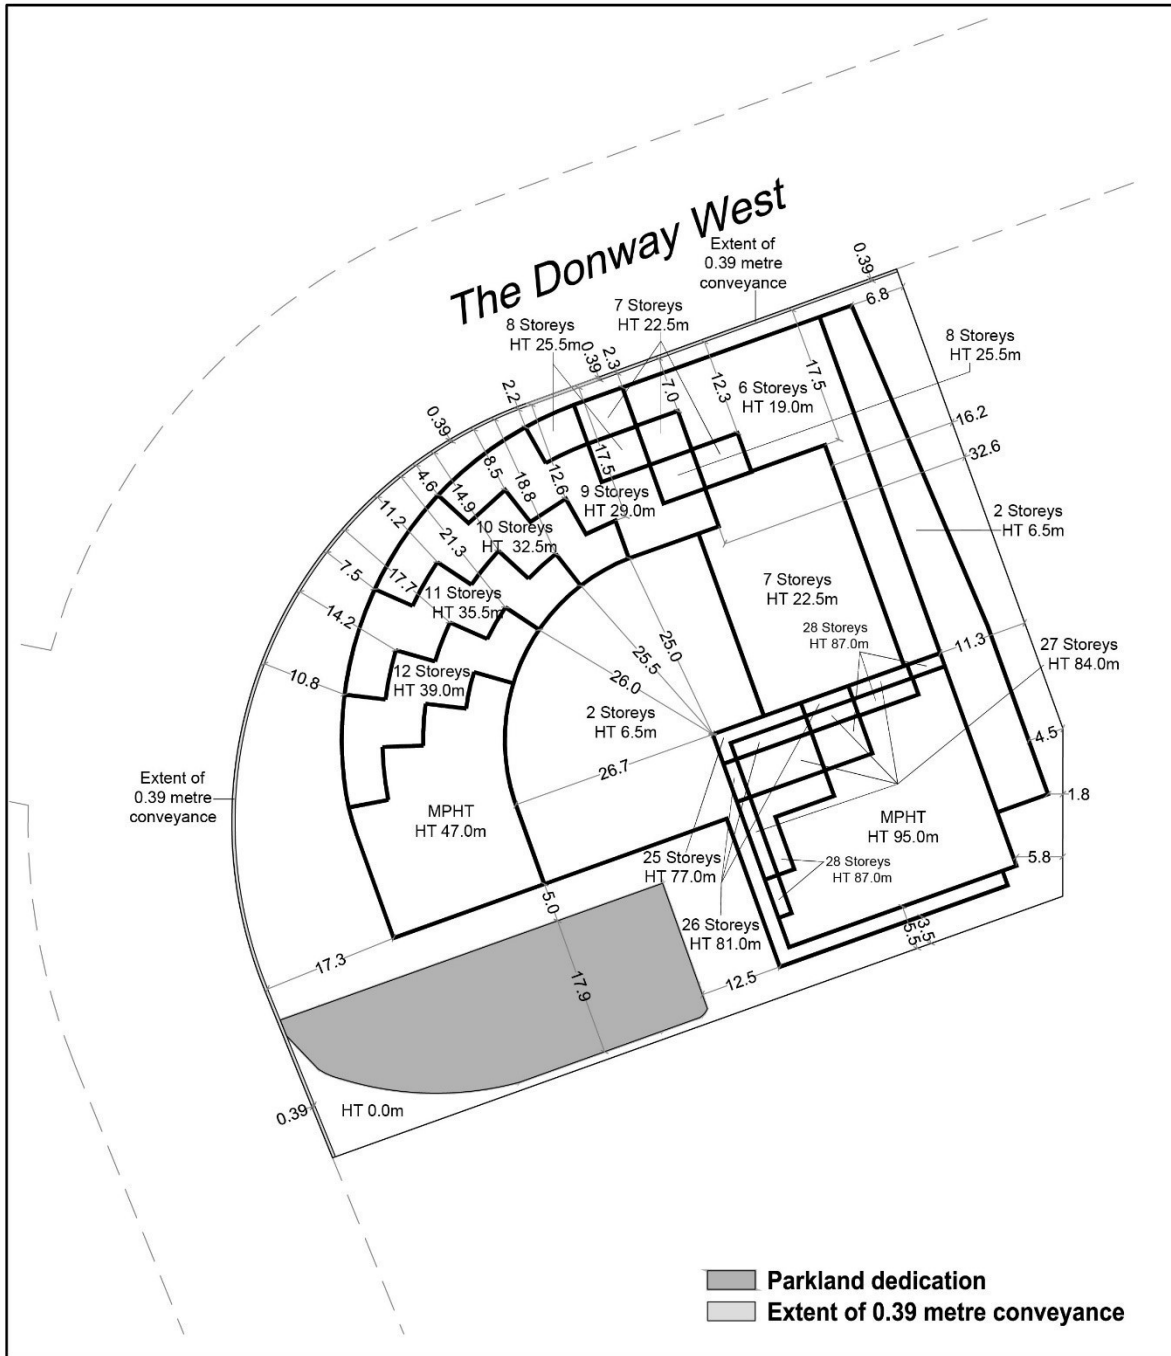 The Donway West
Extent of
0.39 metre
conveyance
0.39
6.8
7 Storeys
HT 22.5m
8 Storeys
HT 25.5m
8 Storeys
HT 25.5m
2.3
0.39
2.2
0.39
7.0
12.3
17.5
6 Storeys
HT 19.0m
16.2
32.6
8.5
4.6
14.9
18.8
12.6
17.5
9 Storeys
HT 29.0m
2 Storeys
HT 6.5m
11.2
21.3
10 Storeys
HT 32.5m
7.5
17.7
11 Storeys
HT 35.5m
7 Storeys
HT 22.5m
14.2
28 Storeys
HT 87.0m
11.3
27 Storeys
HT 84.0m
25.0
25.5
26.0
10.8
12 Storeys
HT 39.0m
2 Storeys
HT 6.5m
26.7
4.5
1.8
Extent of
0.39 metre
conveyance
MPHT
HT 47.0m
MPHT
HT 95.0m
5.8
25 Storeys
HT 77.0m
28 Storeys
HT 87.0m
26 Storeys
HT 81.0m
3.5
5.5
5.0
17.3
17.9
12.5
0.39
HT 0.0m
Parkland dedication
Extent of 0.39 metre conveyance